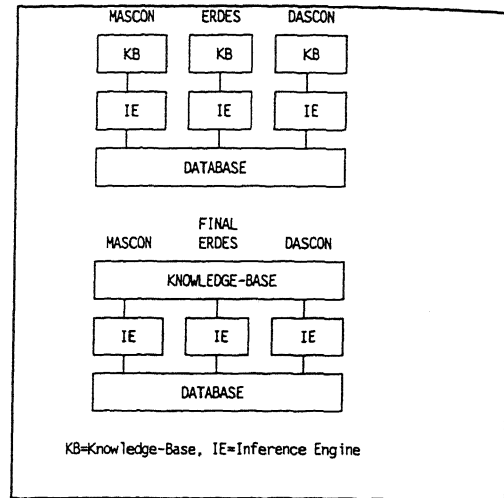 MASCON ERDES DASCON
KB KB KB
IE IE IE
DATABASE
FINAL
MASCON ERDES DASCON
KNOWLEDGE-BASE
IE IE IE
DATABASE
KB=Knowledge-Base, IE=Inference Engine